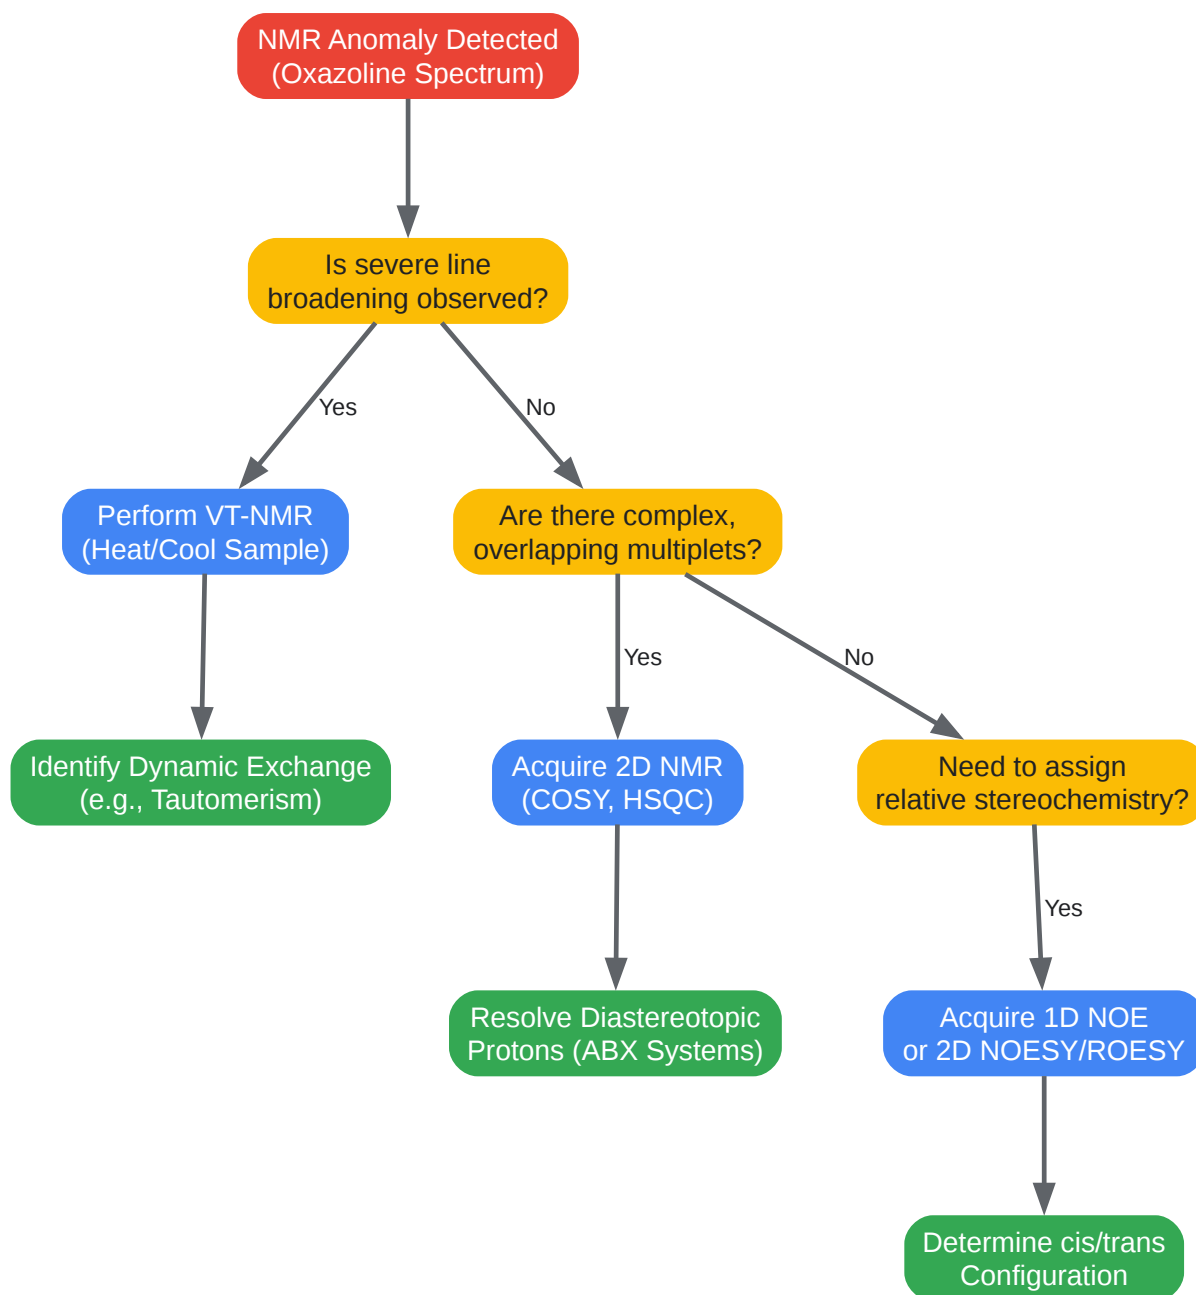 NMR Anomaly Detected
(Oxazoline Spectrum)
Is severe line
broadening observed?
Yes
No
Perform VT-NMR
(Heat/Cool Sample)
Are there complex,
overlapping multiplets?
Yes
No
Identify Dynamic Exchange
(e.g., Tautomerism)
Acquire 2D NMR
(COSY, HSQC)
Need to assign
relative stereochemistry?
Yes
Resolve Diastereotopic
Protons (ABX Systems)
Acquire 1D NOE
or 2D NOESY/ROESY
Determine cis/trans
Configuration